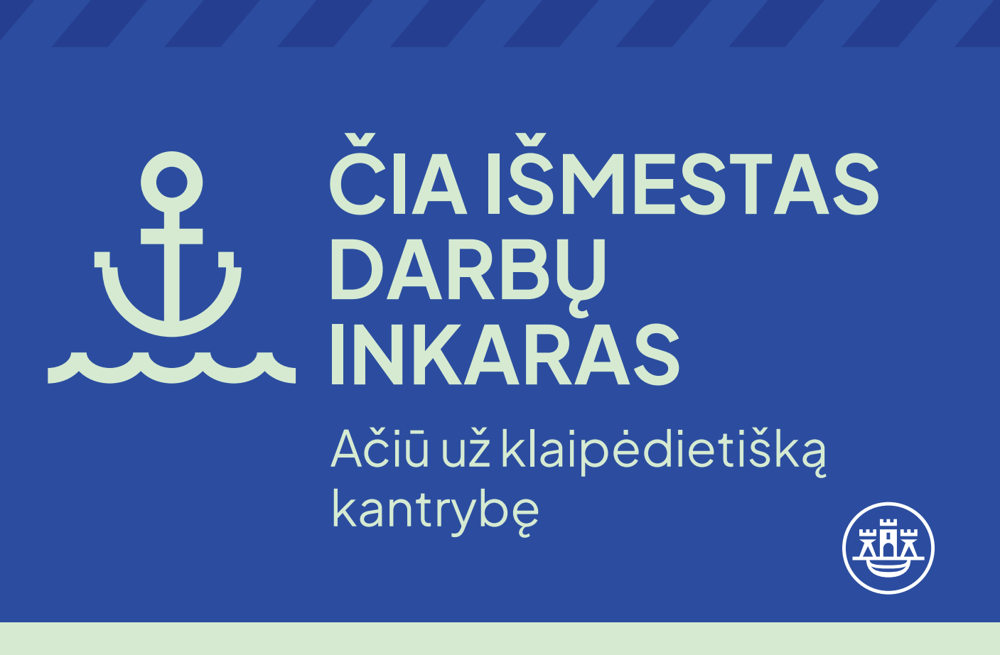 ČIA IŠMESTAS
DARBŲ
INKARAS
Ačiū už klaipėdietišką
kantrybę